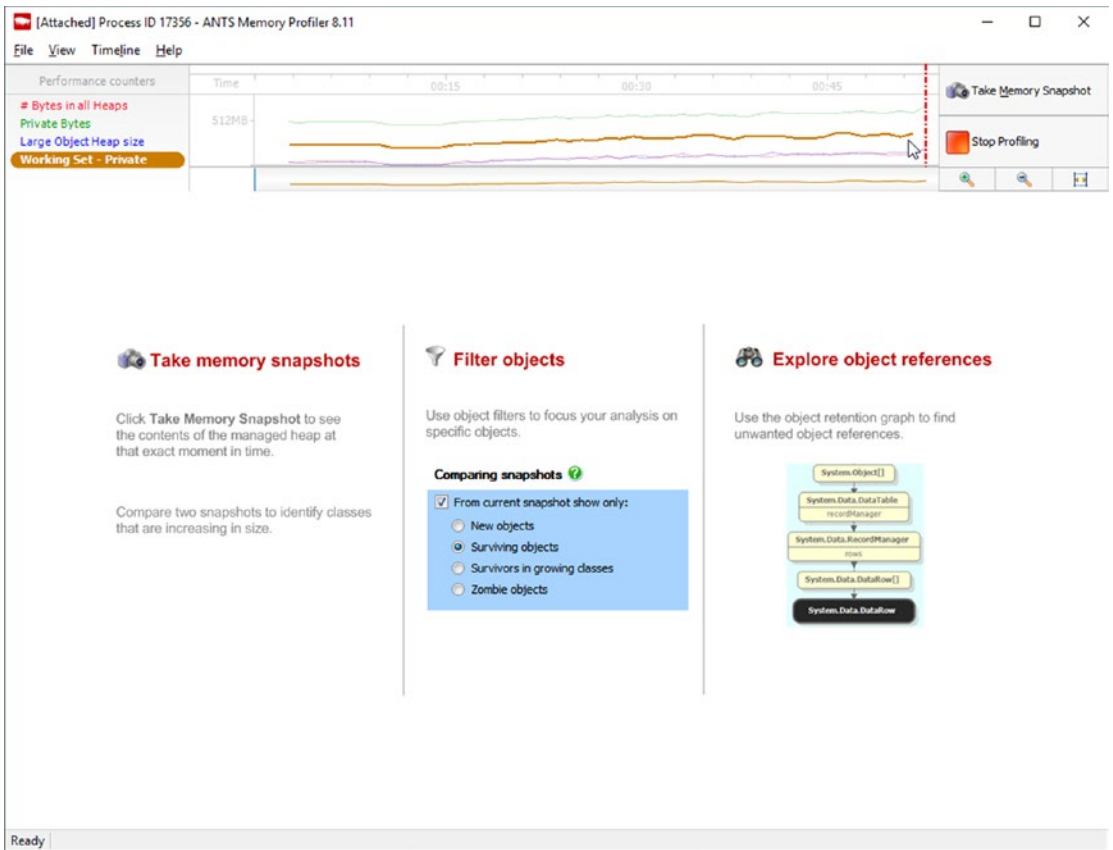 [Attached] Process ID 17356 - ANTS Memory Profiler 8.11
File View Timeline Help
Performance counters
# Bytes in all Heaps
Private Bytes
Large Object Heap size
Working Set - Private
Time 00:15 00:30 00:45
512MB
Take Memory Snapshot
Stop Profiling
Take memory snapshots
Click Take Memory Snapshot to see
the contents of the managed heap at
that exact moment in time.
Compare two snapshots to identify classes
that are increasing in size.
Filter objects
Use object filters to focus your analysis on
specific objects.
Comparing snapshots ?
From current snapshot show only:
New objects
Surviving objects
Survivors in growing classes
Zombie objects
Explore object references
Use the object retention graph to find
unwanted object references.
System.Object[]
System.Data.DataTable
recordManager
System.Data.RecordManager
rows
System.Data.DataRow[]
System.Data.DataRow
Ready